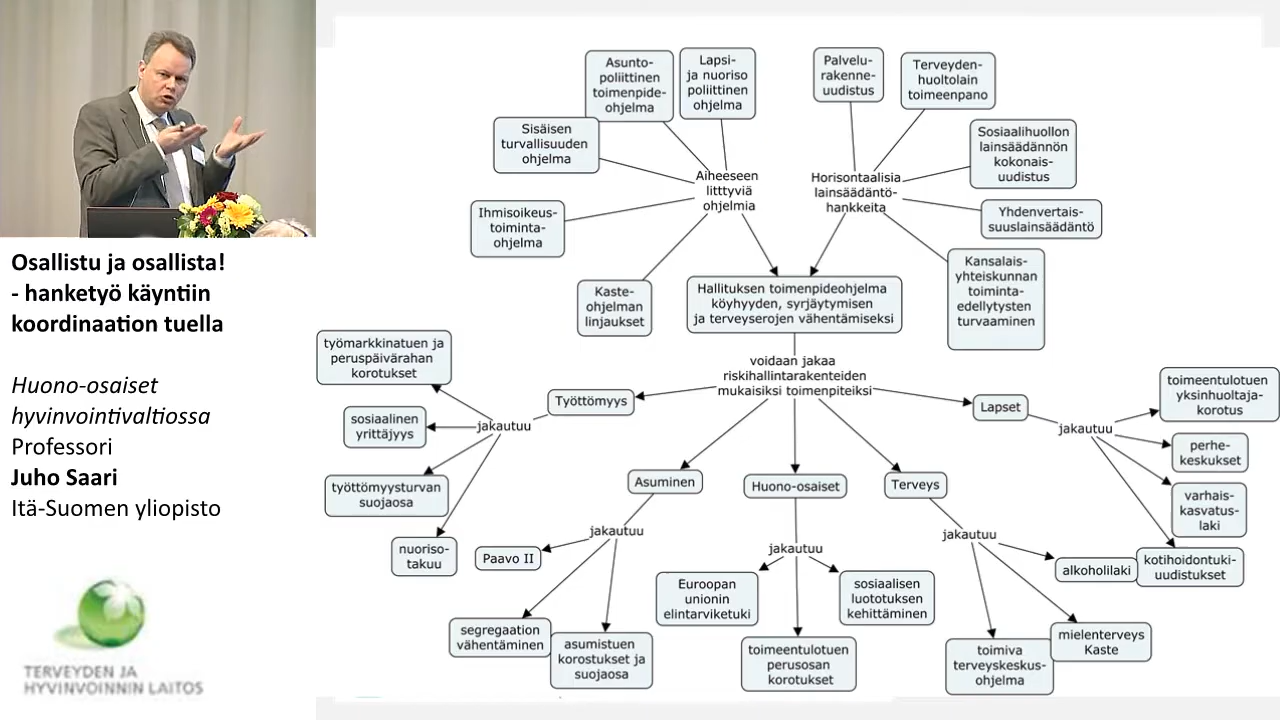 Osallistu ja osallista!
- hanketyö käyntiin
koordinaation tuella
Huono-osaiset
hyvinvointivaltiossa
Professori
Juho Saari
Itä-Suomen yliopisto
TERVEYDEN JA
HYVINVOINNIN LAITOS
Asunto-
poliittinen
toimenpide-
ohjelma
Lapsi-
ja nuoriso
poliittinen
ohjelma
Palvelu-
rakenne-
uudistus
Terveyden-
huoltolain
toimeenpano
Sisäisen
turvallisuuden
ohjelma
Sosiaalihuollon
lainsäädännön
kokonais-
uudistus
Aiheeseen
litttyviä
ohjelmia
Horisontaalisia
lainsäädäntö-
hankkeita
Ihmisoikeus-
toiminta-
ohjelma
Yhdenvertais-
suuslainsäädäntö
Kaste-
ohjelman
linjaukset
Hallituksen toimenpideohjelma
köyhyyden, syrjäytymisen
ja terveyserojen vähentämiseksi
Kansalais-
yhteiskunnan
toiminta-
edellytysten
turvaaminen
voidaan jakaa
riskihallintarakenteiden
mukaisiksi toimenpiteiksi
työmarkkinatuen ja
peruspäivärahan
korotukset
Työttömyys
sosiaalinen
yrittäjyys
jakautuu
työttömyysturvan
suojaosa
nuoriso-
takuu
Lapset
jakautuu
toimeentulotuen
yksinhuoltaja-
korotus
perhe-
keskukset
varhais-
kasvatus-
laki
kotihoidontuki-
uudistukset
Asuminen
Huono-osaiset
Terveys
jakautuu
Paavo II
segregaation
vähentäminen
asumistuen
korostukset ja
suojaosa
jakautuu
Euroopan
unionin
elintarviketuki
toimeentulotuen
perusosan
korotukset
sosiaalisen
luototuksen
kehittäminen
jakautuu
alkoholilaki
toimiva
terveyskeskus-
ohjelma
mielenterveys
Kaste